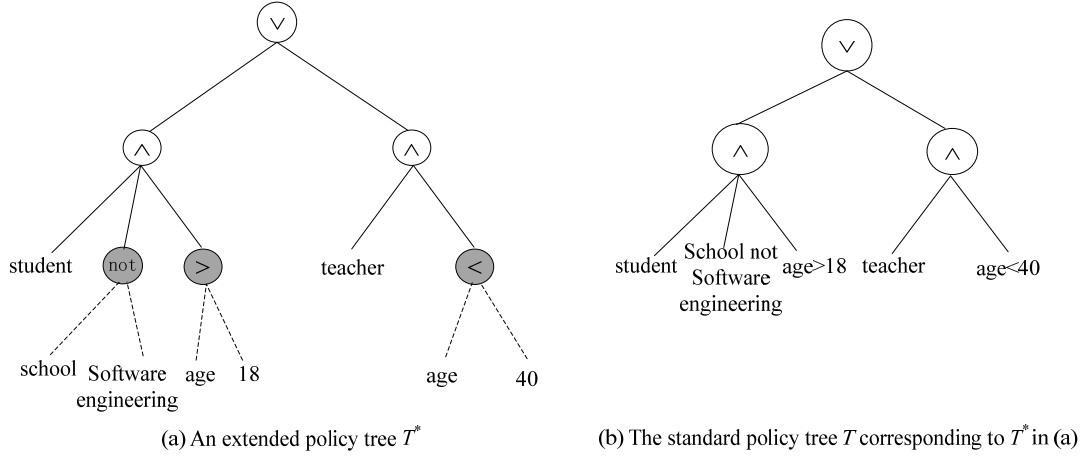 ∨
∧
∧
student
not
>
teacher
<
school
Software
engineering
age
18
age
40
(a) An extended policy tree T*
∨
∧
∧
student
School not
Software
engineering
age>18
teacher
age<40
(b) The standard policy tree T corresponding to T* in (a)